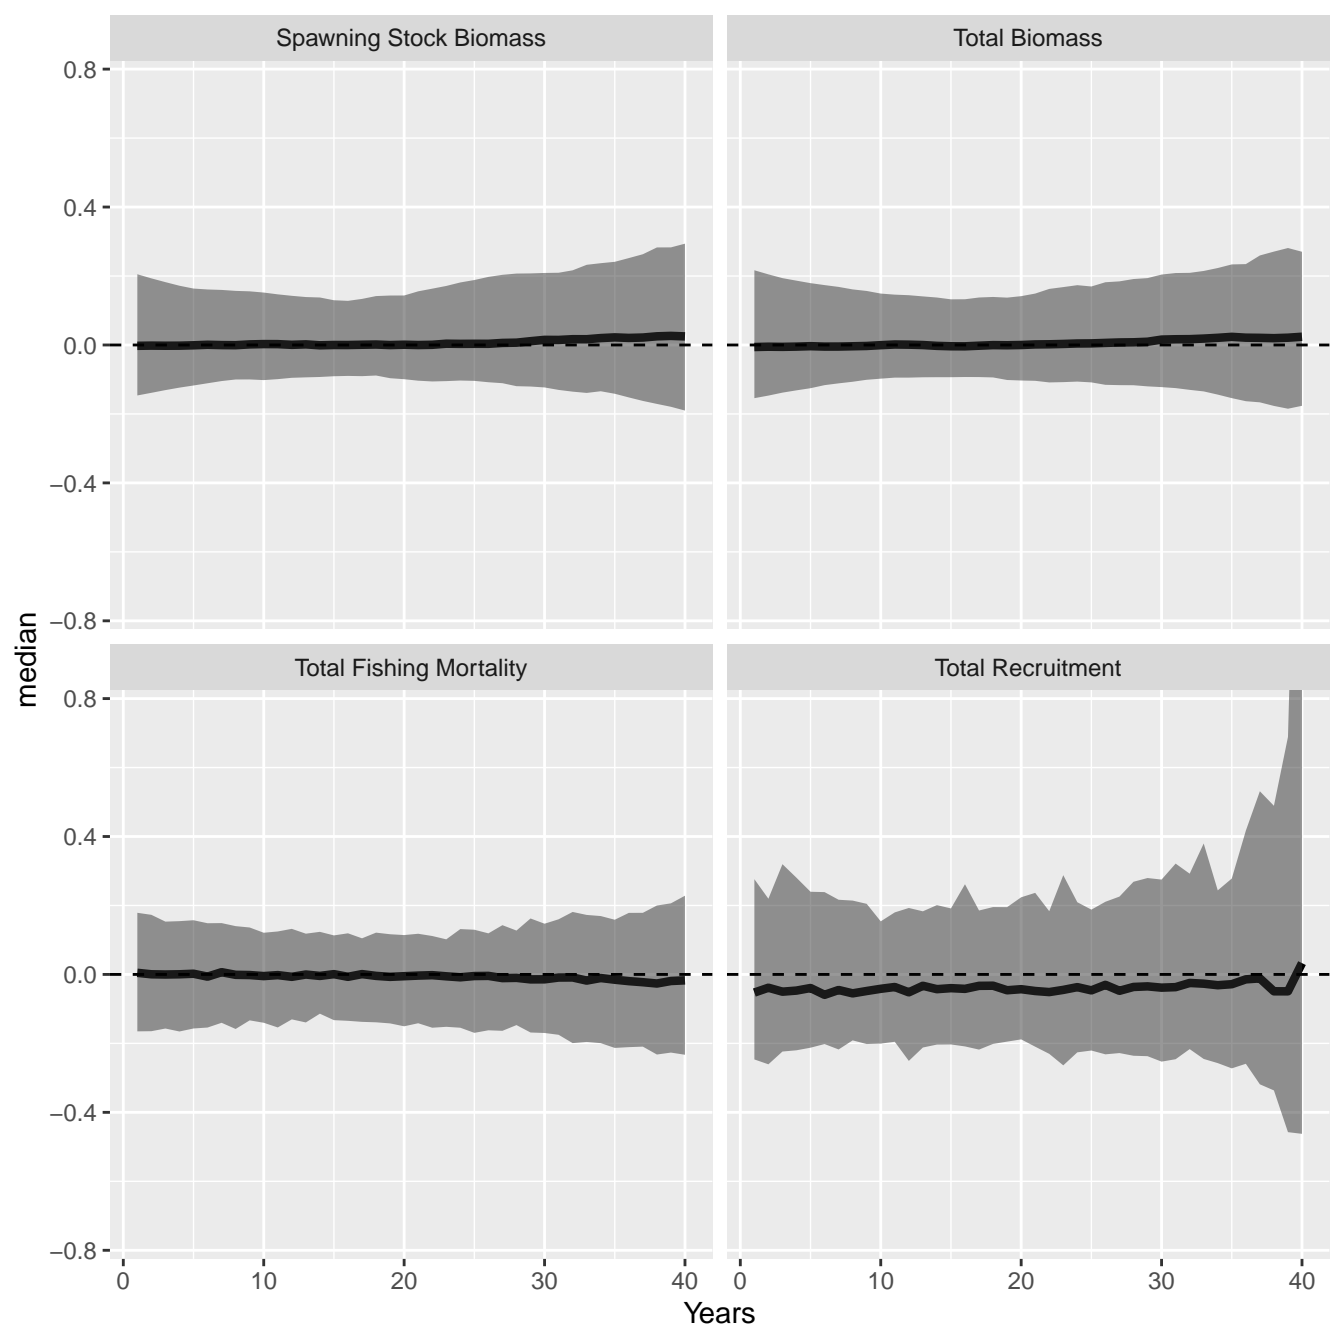 Spawning Stock Biomass
Total Biomass
0.8
0.4
0.0
−0.4
−0.8
median
Total Fishing Mortality
Total Recruitment
0.8
0.4
0.0
−0.4
−0.8
0 10 20 30 40
0 10 20 30 40
Years